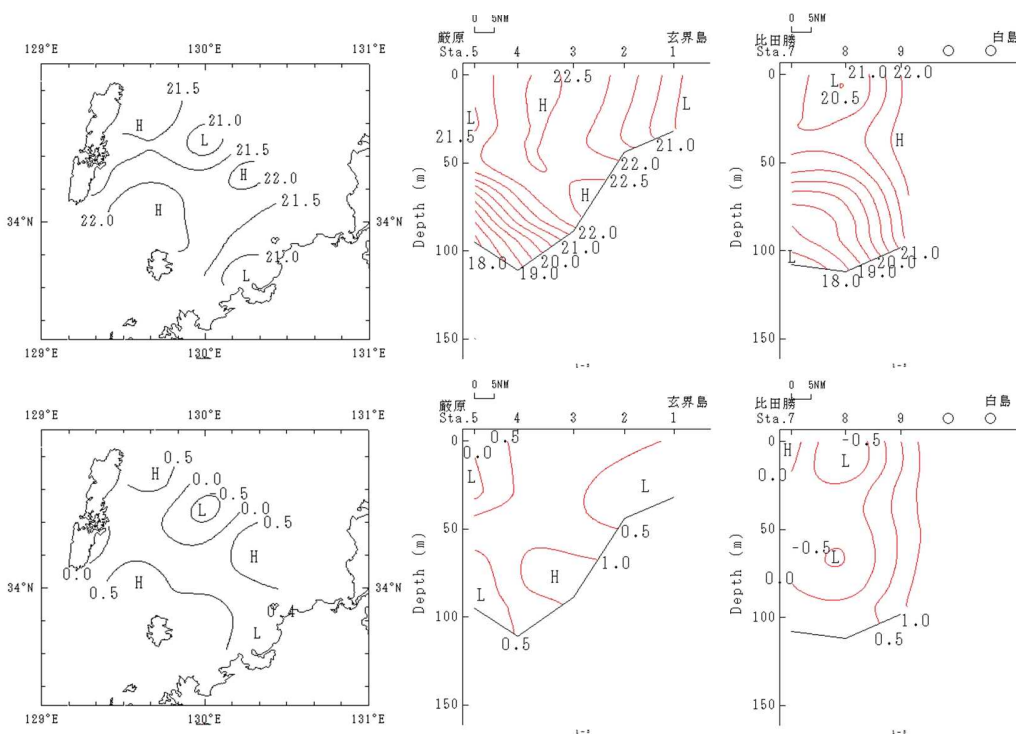 129°E 130°E 131°E
21.5
H
21.0
L
21.5
H
22.0
21.5
H
22.0
34°N 34°N
21.0
L
129°E 130°E 131°E
0 5NM
厳原 玄界島
Sta.5 4 3 2 1
0
22.5
H
L
L
21.5
21.0
50
22.0
22.5
H
Depth (m)
22.0
21.0
100
20.0
18.0
19.0
150
0 5NM
比田勝 白島
Sta.7 8 9 ○ ○
0
21.0 22.0
L
20.5
H
50
Depth (m)
100
L
21.0
20.0
19.0
18.0
150
129°E 130°E 131°E
0.5
H
0.0
-0.5
L
0.0
0.5
H
0.0
0.5
H
34°N 34°N
L
129°E 130°E 131°E
0 5NM
厳原 玄界島
Sta.5 4 3 2 1
0
0.5
0.0
L
L
50
0.5
1.0
H
Depth (m)
L
100
0.5
150
0 5NM
比田勝 白島
Sta.7 8 9 ○ ○
0
-0.5
H
L
0.0
50
-0.5
L
0.0
Depth (m)
100
1.0
0.5
150